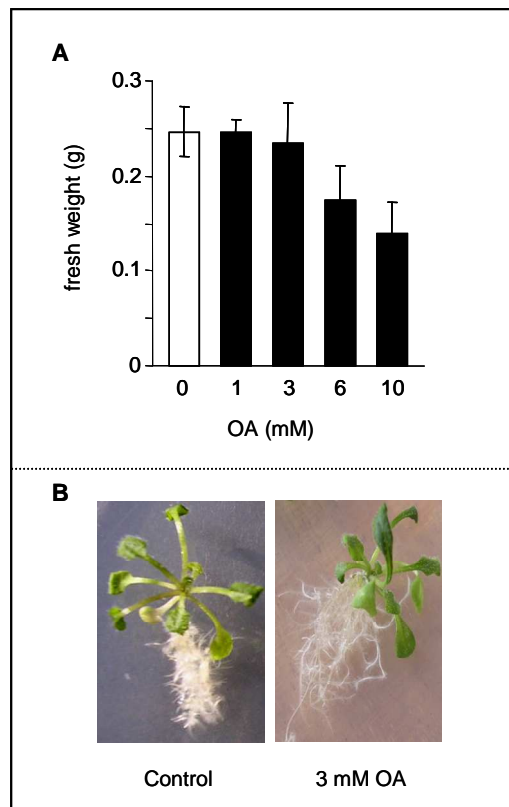 A
0.3
0.2
0.1
0
fresh weight (g)
0 1 3 6 10
OA (mM)
B
Control 3 mM OA